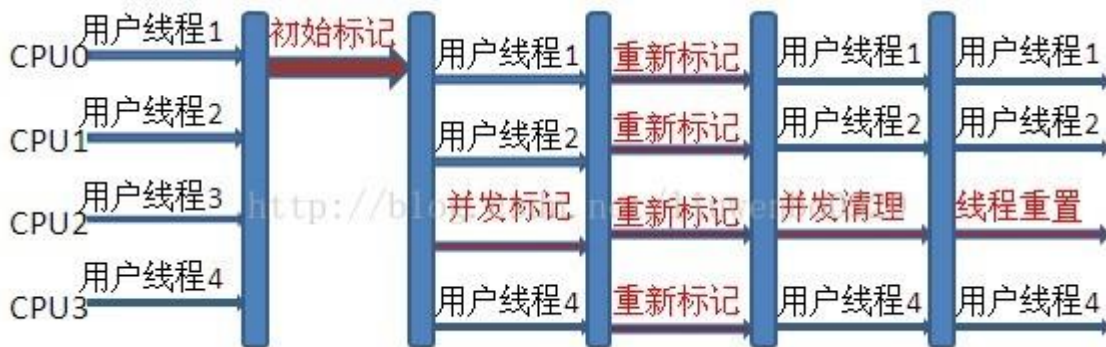 用户线程1 初始标记
CPU0 用户线程1 重新标记 用户线程1 用户线程1
用户线程2
CPU1 用户线程2 重新标记 用户线程2 用户线程2
用户线程3
CPU2 并发标记 重新标记 并发清理 线程重置
http://blog.
用户线程4
CPU3 用户线程4 重新标记 用户线程4 用户线程4